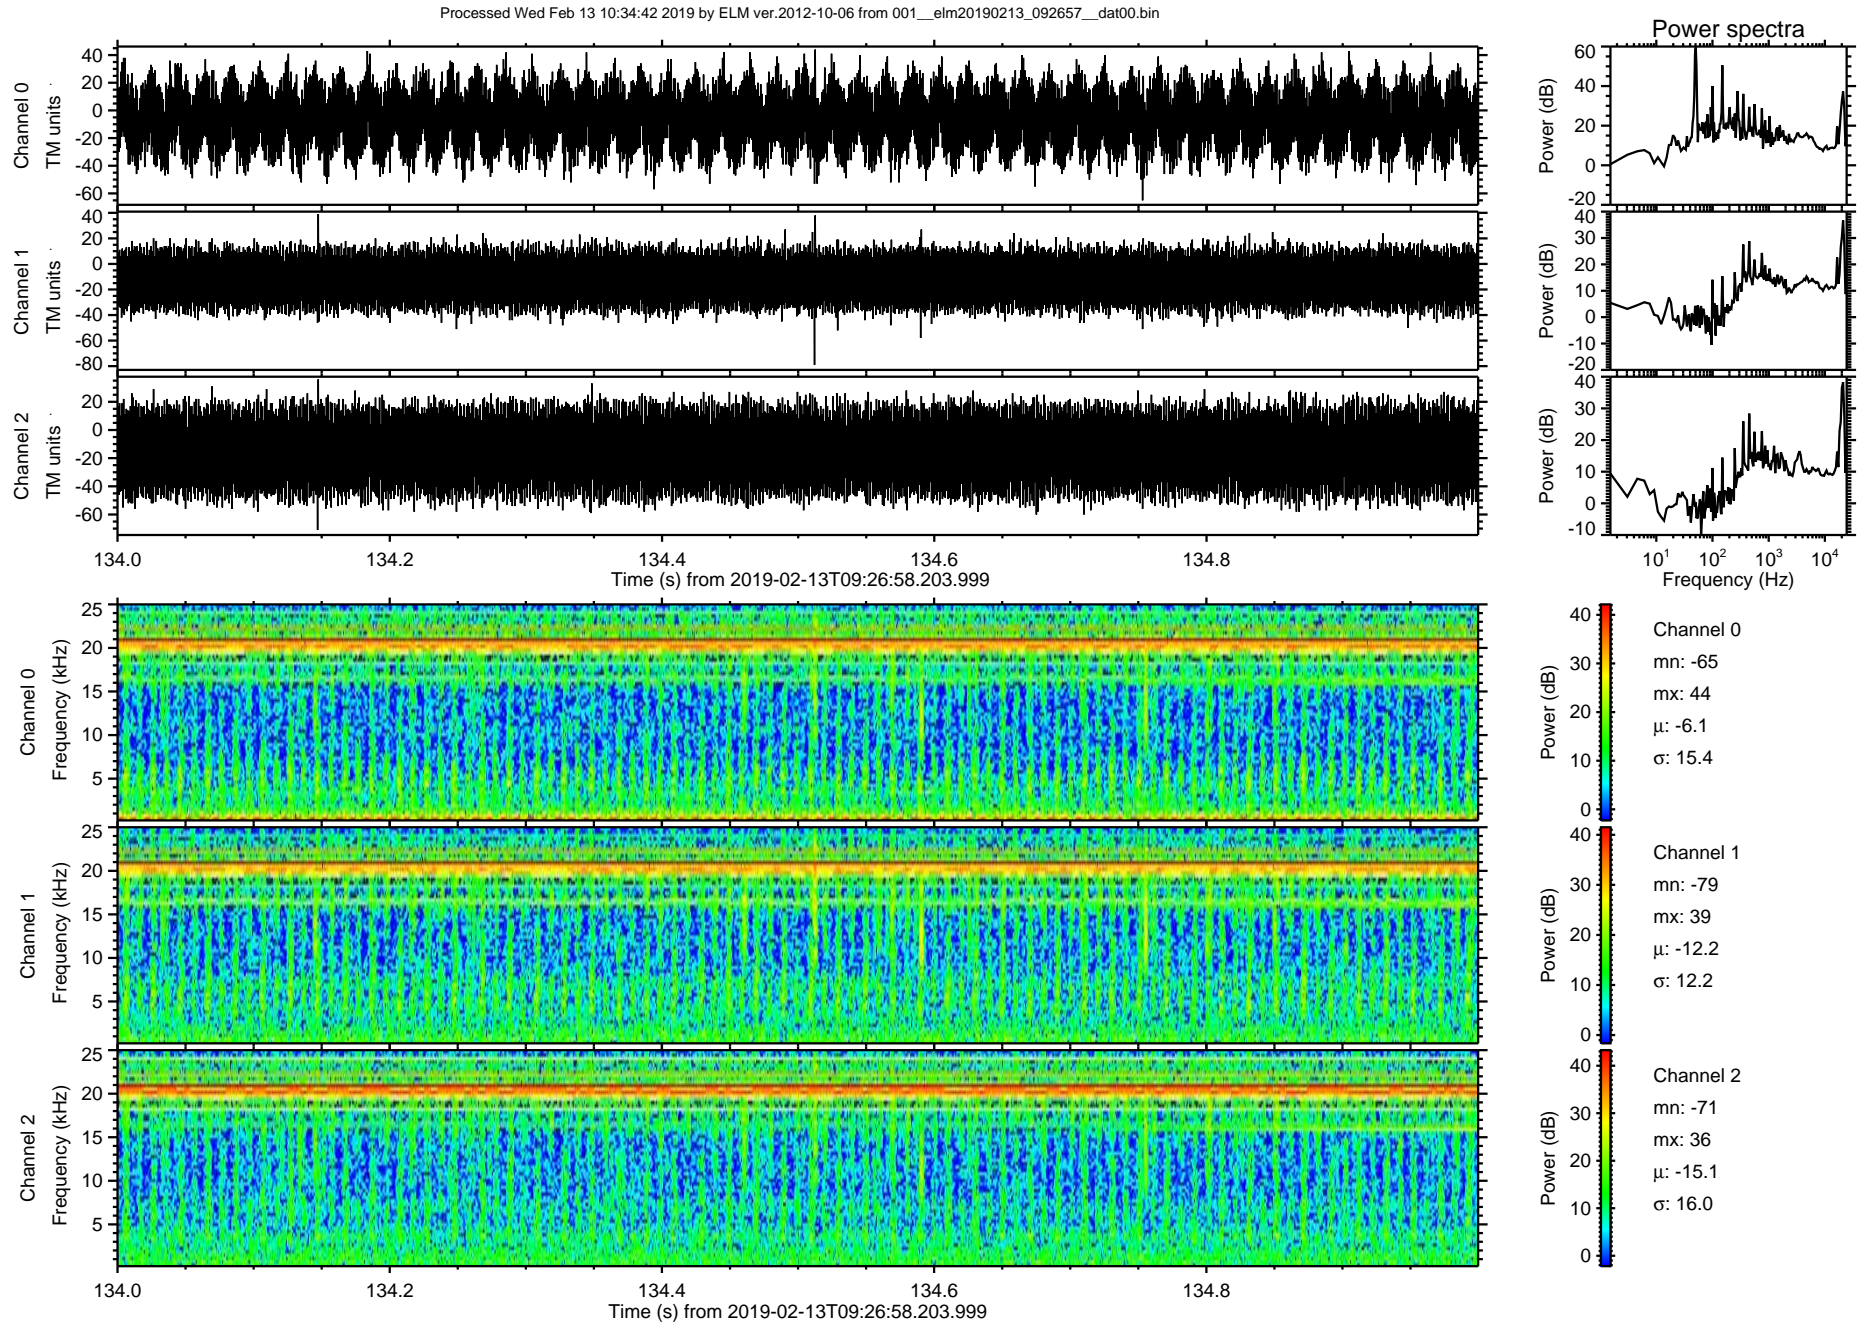 Processed Wed Feb 13 10:34:42 2019 by ELM ver.2012-10-06 from 001__elm20190213_092657__dat00.bin
Power spectra
Channel 0
TM units
40
20
0
-20
-40
-60
Power (dB)
60
40
20
0
-20
Channel 1
TM units
40
20
0
-20
-40
-60
-80
Power (dB)
40
30
20
10
0
-10
-20
Channel 2
TM units
20
0
-20
-40
-60
Power (dB)
40
30
20
10
0
-10
134.0 134.2 134.4 134.6 134.8
Time (s) from 2019-02-13T09:26:58.203.999
10¹ 10² 10³ 10⁴
Frequency (Hz)
Channel 0
Frequency (kHz)
25
20
15
10
5
Power (dB)
40
30
20
10
0
Channel 0
mn: -65
mx: 44
μ: -6.1
σ: 15.4
Channel 1
Frequency (kHz)
25
20
15
10
5
Power (dB)
40
30
20
10
0
Channel 1
mn: -79
mx: 39
μ: -12.2
σ: 12.2
Channel 2
Frequency (kHz)
25
20
15
10
5
Power (dB)
40
30
20
10
0
Channel 2
mn: -71
mx: 36
μ: -15.1
σ: 16.0
134.0 134.2 134.4 134.6 134.8
Time (s) from 2019-02-13T09:26:58.203.999